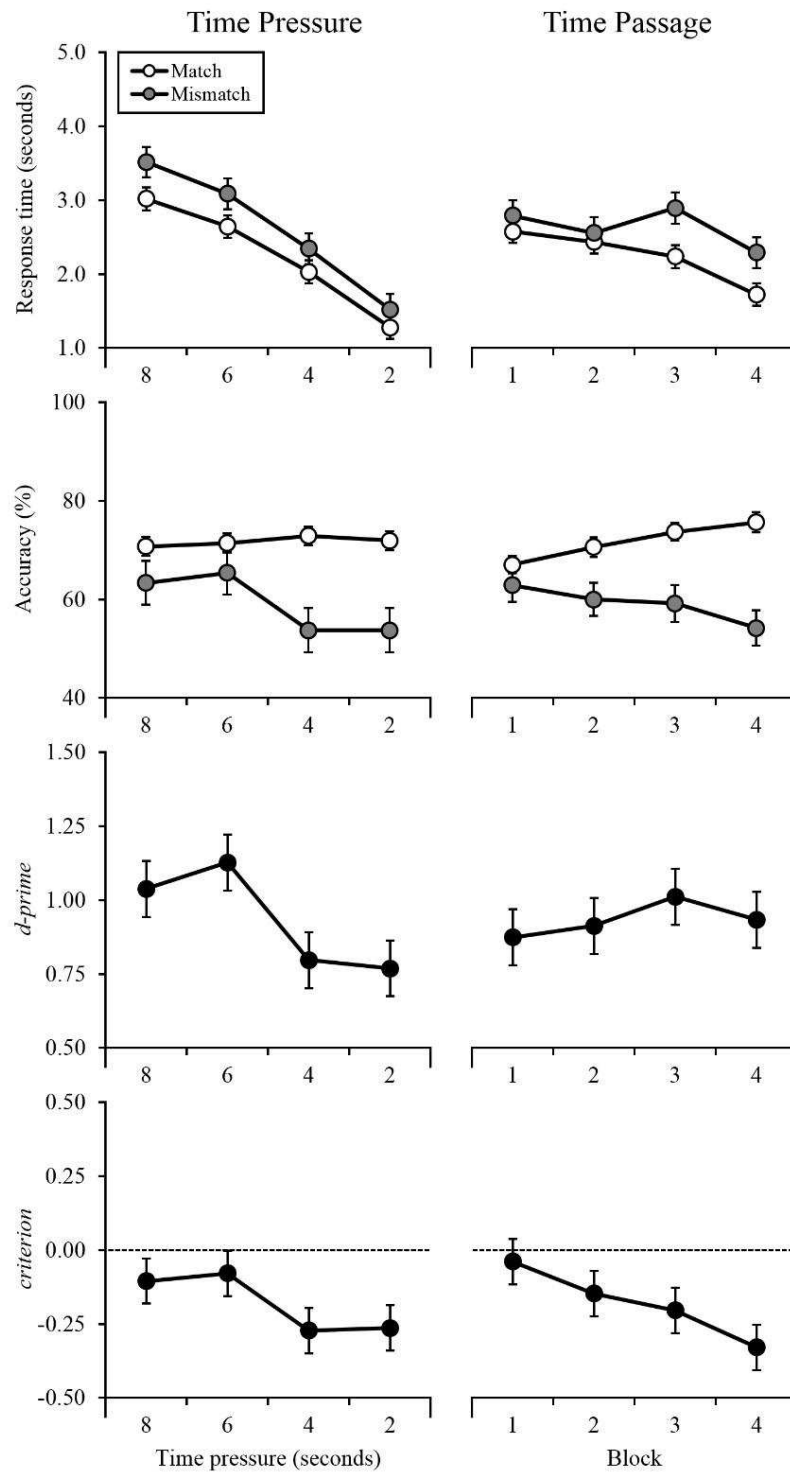 Time Pressure
Time Passage
Match
Mismatch
Response time (seconds)
5.0
4.0
3.0
2.0
1.0
8 6 4 2
1 2 3 4
Accuracy (%)
100
80
60
40
8 6 4 2
1 2 3 4
d-prime
1.50
1.25
1.00
0.75
0.50
8 6 4 2
1 2 3 4
criterion
0.50
0.25
0.00
-0.25
-0.50
8 6 4 2
1 2 3 4
Time pressure (seconds)
Block